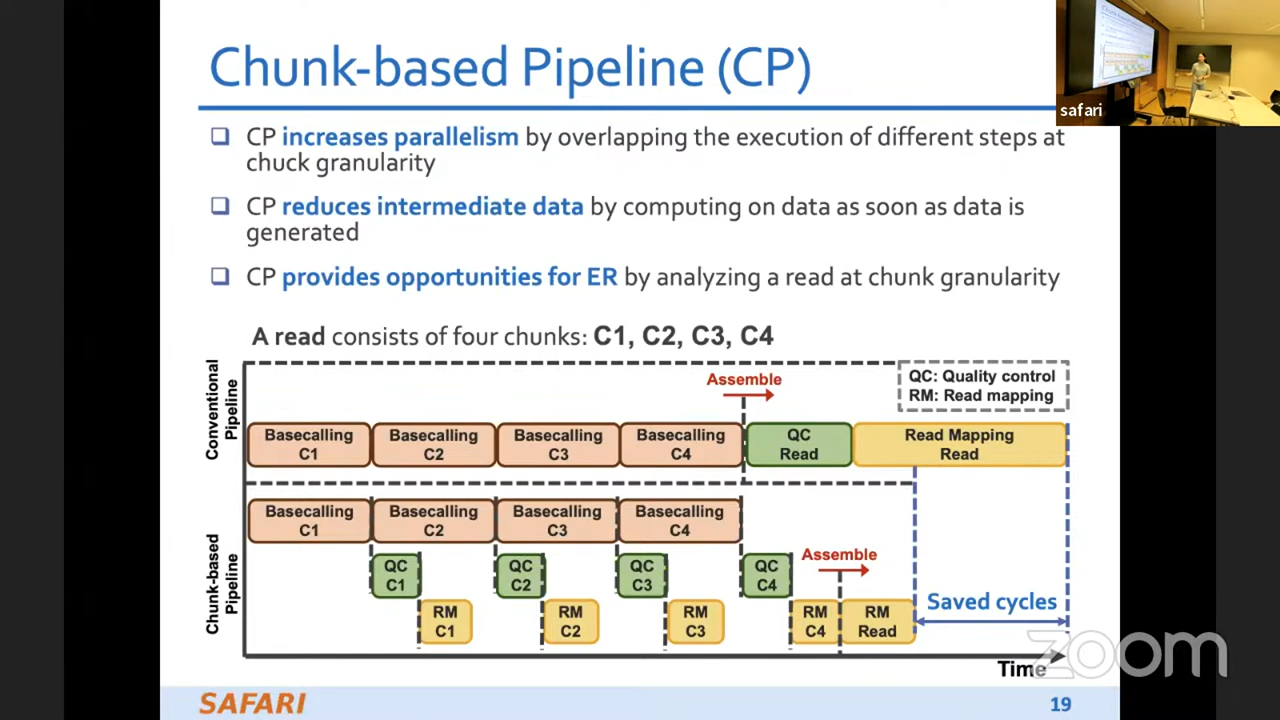 Chunk-based Pipeline (CP)
safari
CP increases parallelism by overlapping the execution of different steps at
chuck granularity
CP reduces intermediate data by computing on data as soon as data is
generated
CP provides opportunities for ER by analyzing a read at chunk granularity
A read consists of four chunks: C1, C2, C3, C4
Conventional
Pipeline
Assemble
QC: Quality control
RM: Read mapping
Basecalling
C1
Basecalling
C2
Basecalling
C3
Basecalling
C4
QC
Read
Read Mapping
Read
Chunk-based
Pipeline
Basecalling
C1
Basecalling
C2
Basecalling
C3
Basecalling
C4
QC
C1
QC
C2
QC
C3
QC
C4
Assemble
RM
C1
RM
C2
RM
C3
RM
C4
RM
Read
Saved cycles
Time
zoom
SAFARI
19